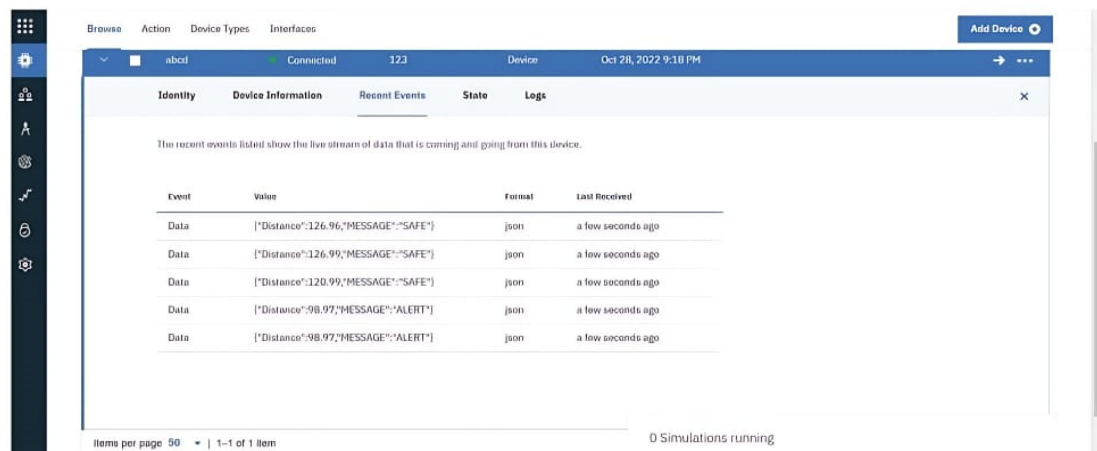 Browse Action Device Types Interfaces Add Device
abcd Connected 123 Device Oct 28, 2022 9:18 PM
Identity Device Information Recent Events State Logs
The recent events listed show the live stream of data that is coming and going from this device.
Event Value Format Last Received
Data {"Distance":126.96,"MESSAGE":"SAFE"} json a few seconds ago
Data {"Distance":126.99,"MESSAGE":"SAFE"} json a few seconds ago
Data {"Distance":120.99,"MESSAGE":"SAFE"} json a few seconds ago
Data {"Distance":98.97,"MESSAGE":"ALERT"} json a few seconds ago
Data {"Distance":98.97,"MESSAGE":"ALERT"} json a few seconds ago
Items per page 50 | 1–1 of 1 item
0 Simulations running